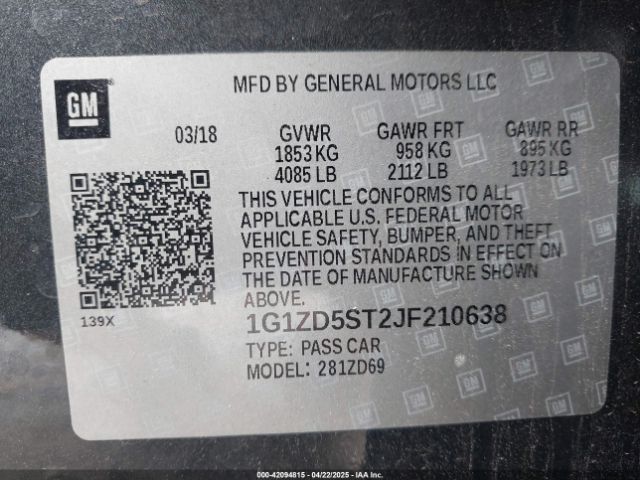 GM
MFD BY GENERAL MOTORS LLC
03/18 GVWR GAWR FRT GAWR RR
1853 KG 958 KG 895 KG
4085 LB 2112 LB 1973 LB
THIS VEHICLE CONFORMS TO ALL
APPLICABLE U.S. FEDERAL MOTOR
VEHICLE SAFETY, BUMPER, AND THEFT
PREVENTION STANDARDS IN EFFECT ON
THE DATE OF MANUFACTURE SHOWN
ABOVE.
139X
1G1ZD5ST2JF210638
TYPE: PASS CAR
MODEL: 281ZD69
000-42094815 - 04/22/2025 - IAA Inc.